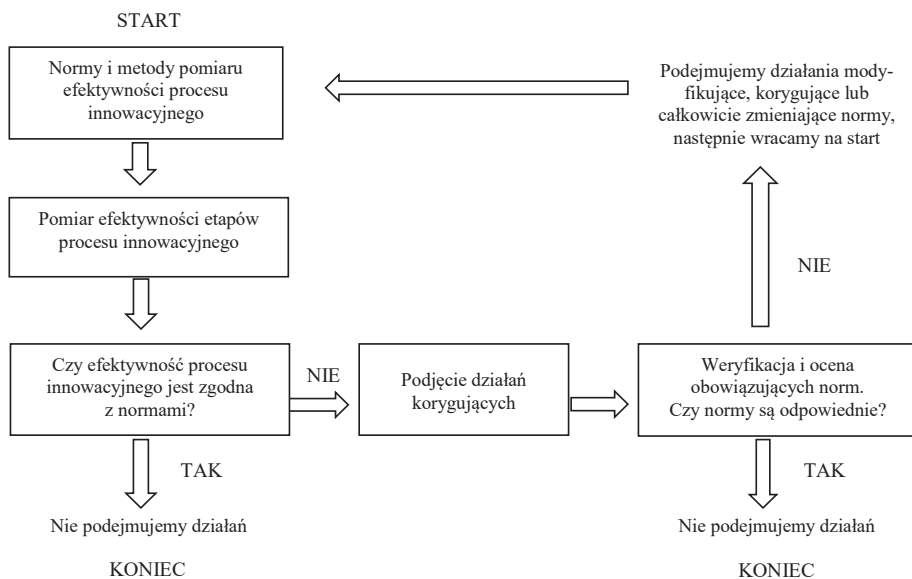 START
Normy i metody pomiaru
efektywności procesu
innowacyjnego
Pomiar efektywności etapów
procesu innowacyjnego
Czy efektywność procesu
innowacyjnego jest zgodna
z normami?
NIE
TAK
Nie podejmujemy działań
KONIEC
Podjęcie działań
korygujących
Weryfikacja i ocena
obowiązujących norm.
Czy normy są odpowiednie?
TAK
Nie podejmujemy działań
KONIEC
NIE
Podejmujemy działania mody-
fikujące, korygujące lub
całkowicie zmieniające normy,
następnie wracamy na start